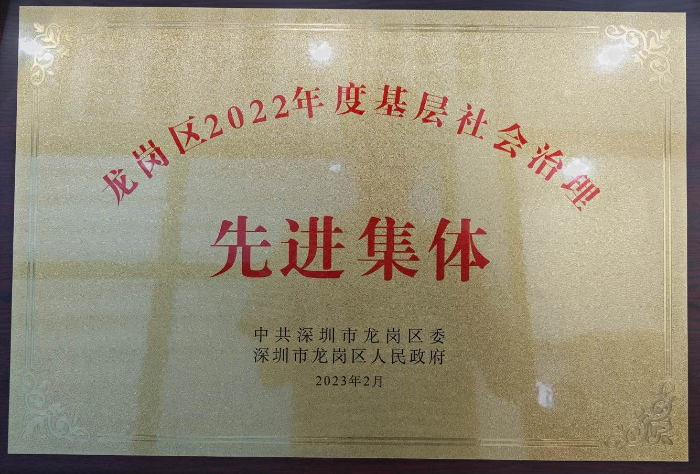 龙岗区2022年度基层社会治理
先进集体
中共深圳市龙岗区委
深圳市龙岗区人民政府
2023年2月